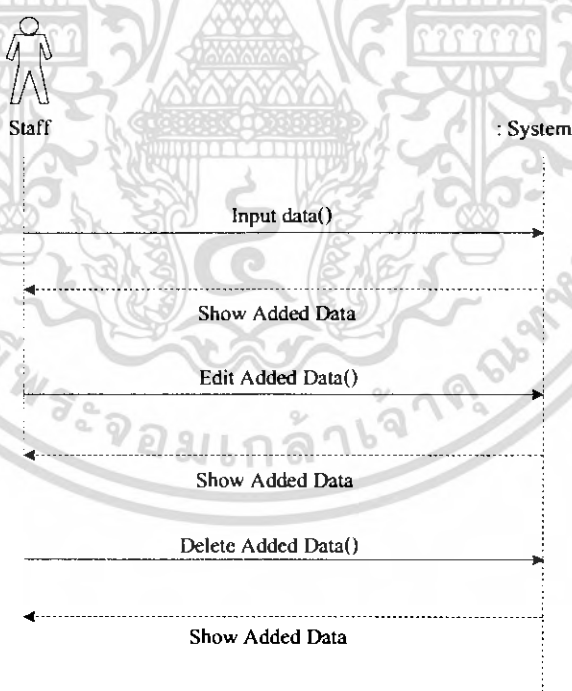 Staff
: System
Input data()
Show Added Data
Edit Added Data()
Show Added Data
Delete Added Data()
Show Added Data